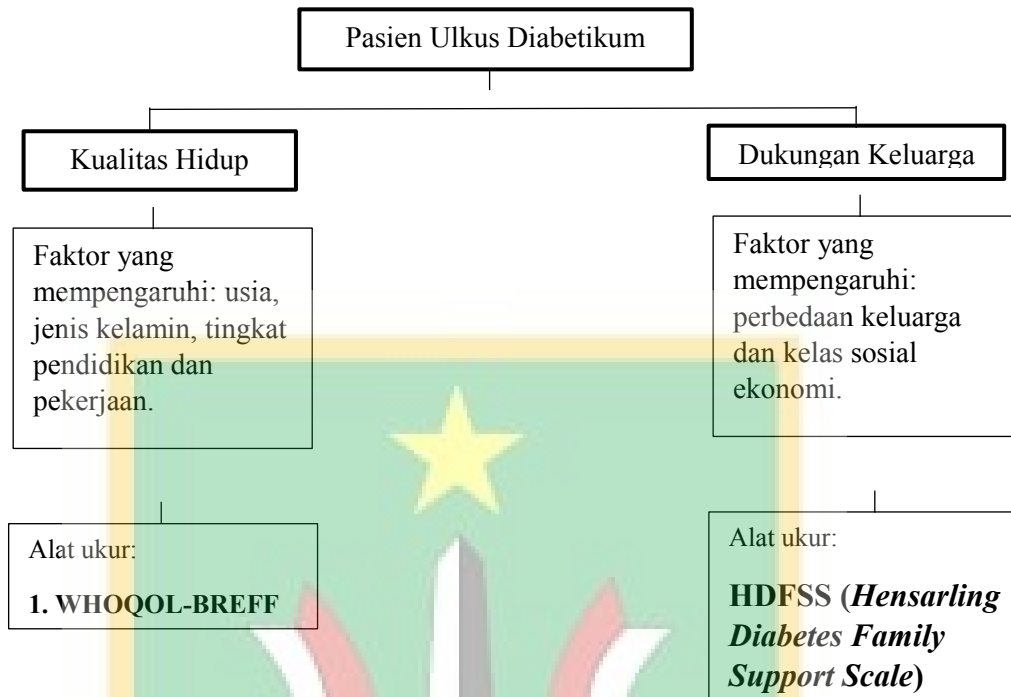 Pasien Ulkus Diabetikum
Kualitas Hidup
Dukungan Keluarga
Faktor yang
mempengaruhi: usia,
jenis kelamin, tingkat
pendidikan dan
pekerjaan.
Faktor yang
mempengaruhi:
perbedaan keluarga
dan kelas sosial
ekonomi.
Alat ukur:
1. WHOQOL-BREFF
Alat ukur:
HDFSS (Hensarling
Diabetes Family
Support Scale)